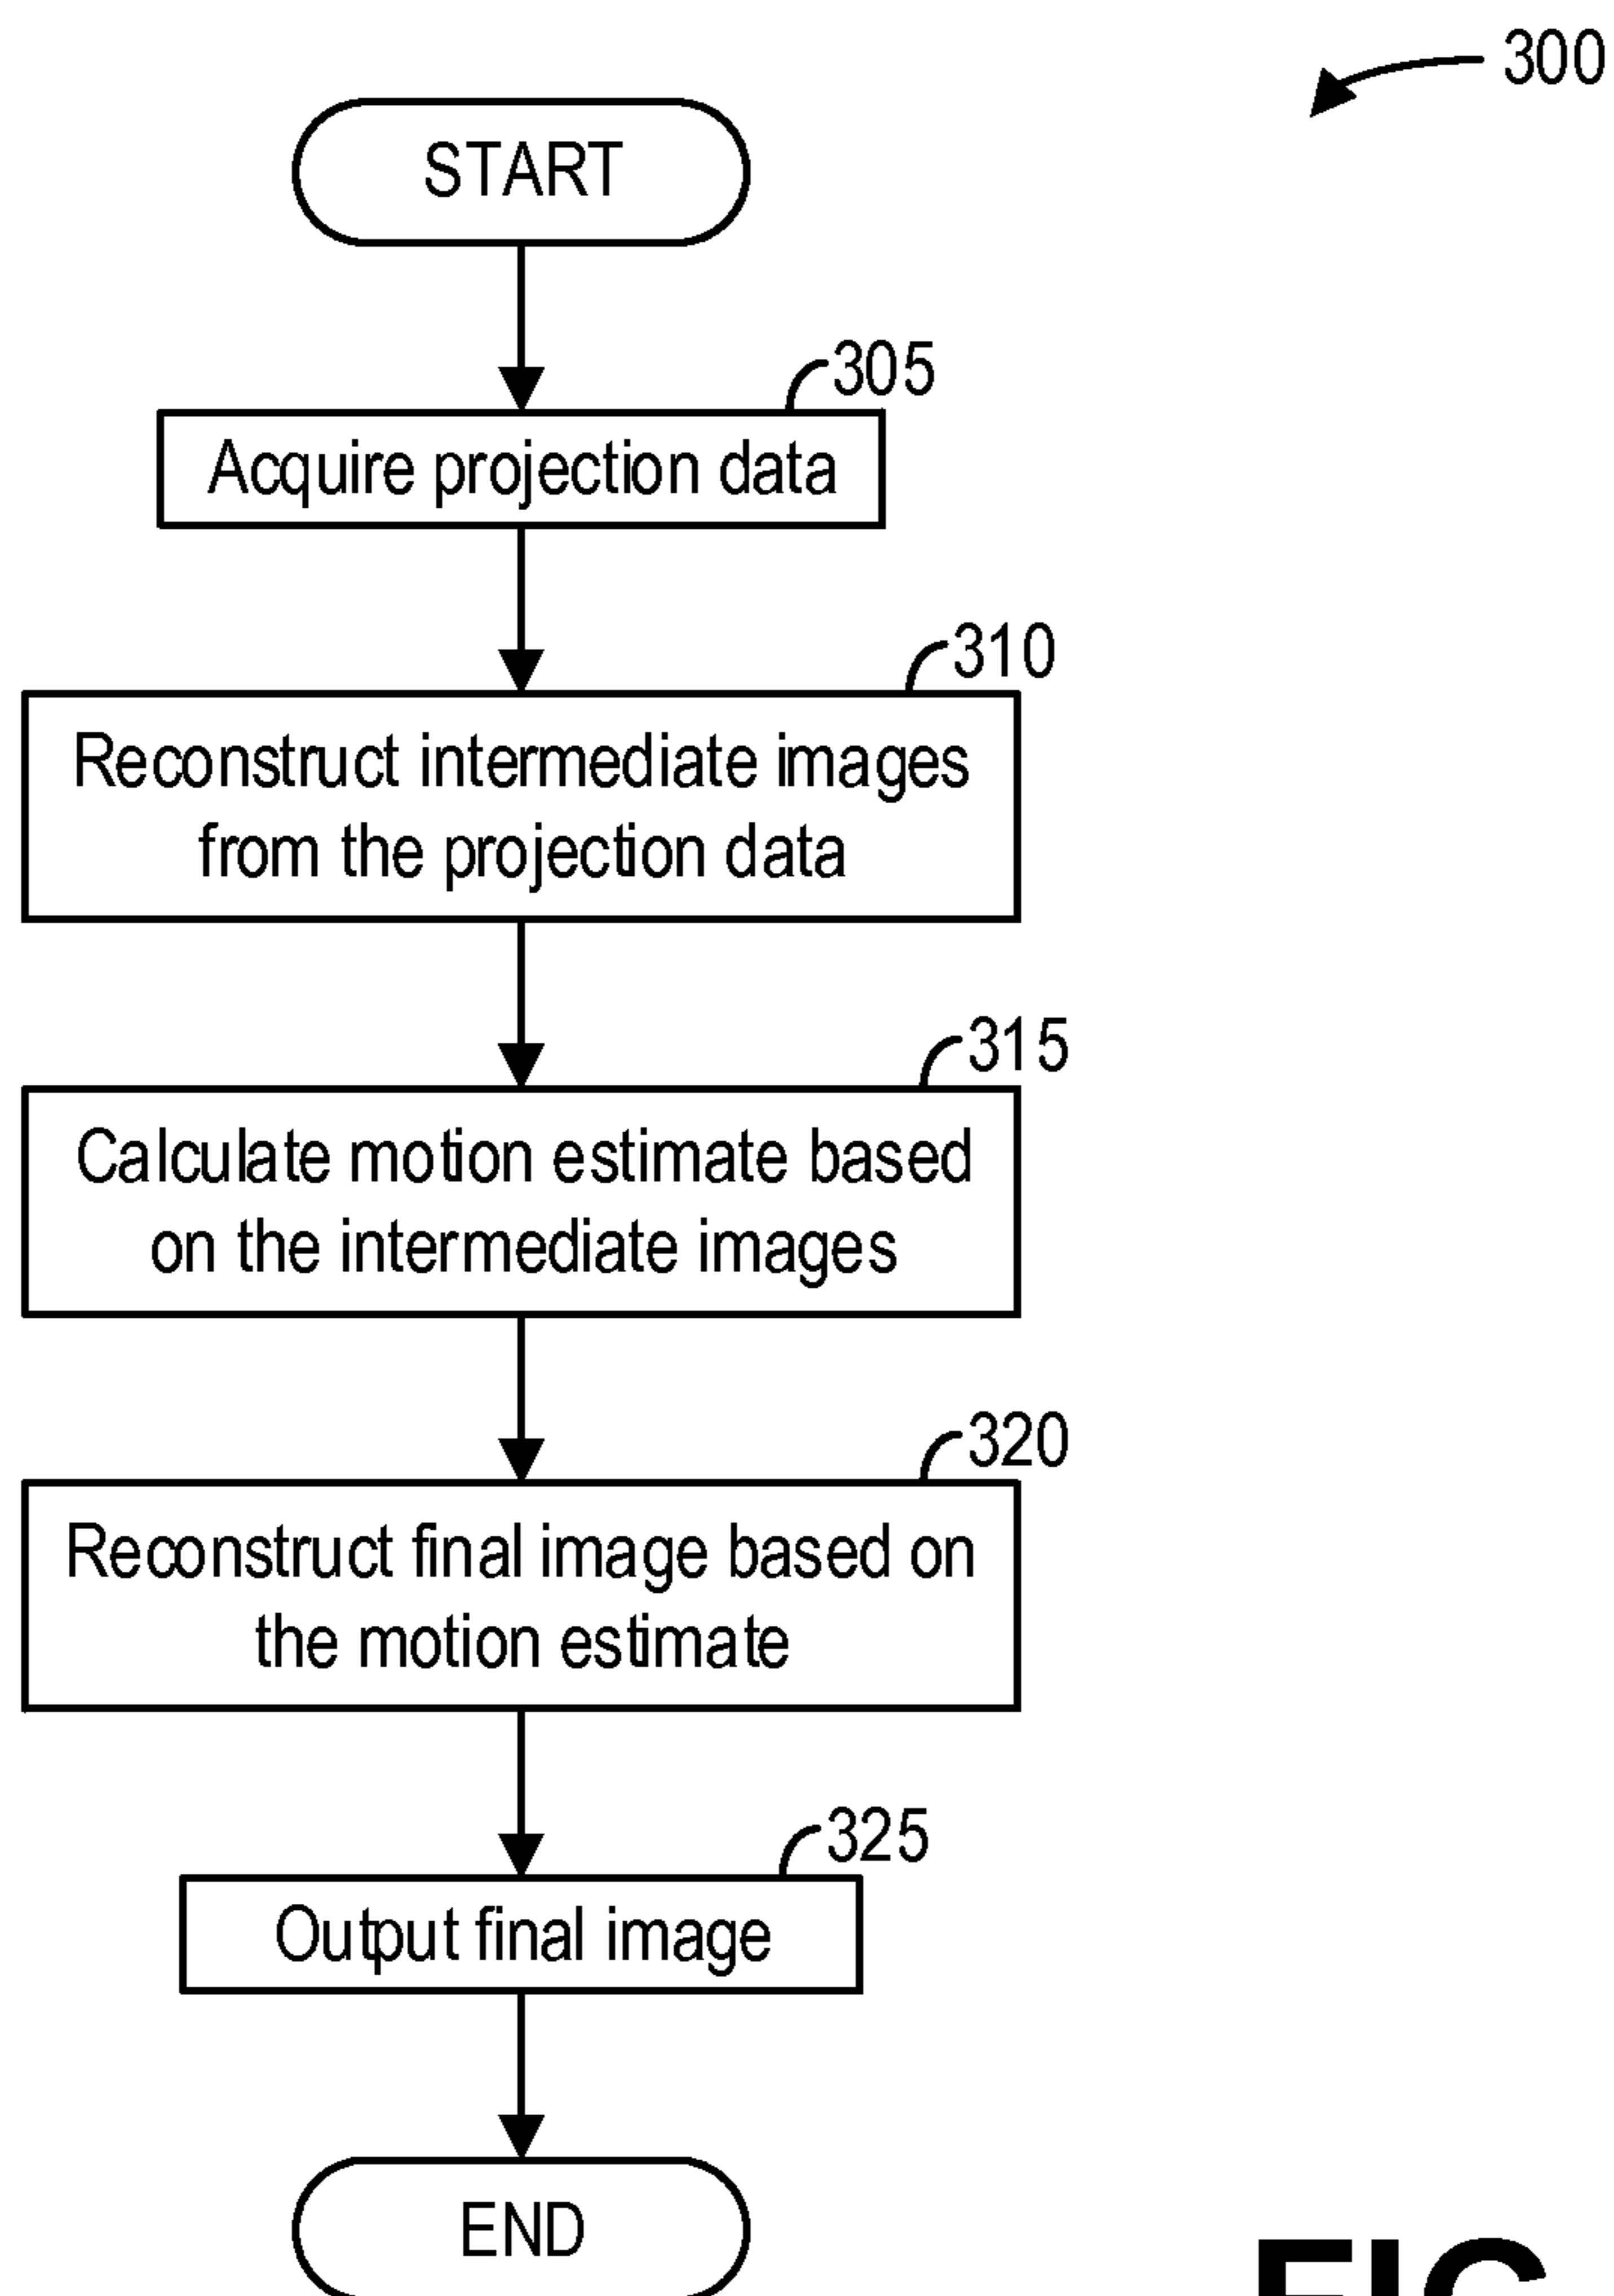 300
START
305
Acquire projection data
310
Reconstruct intermediate images
from the projection data
315
Calculate motion estimate based
on the intermediate images
320
Reconstruct final image based on
the motion estimate
325
Output final image
END
FIG